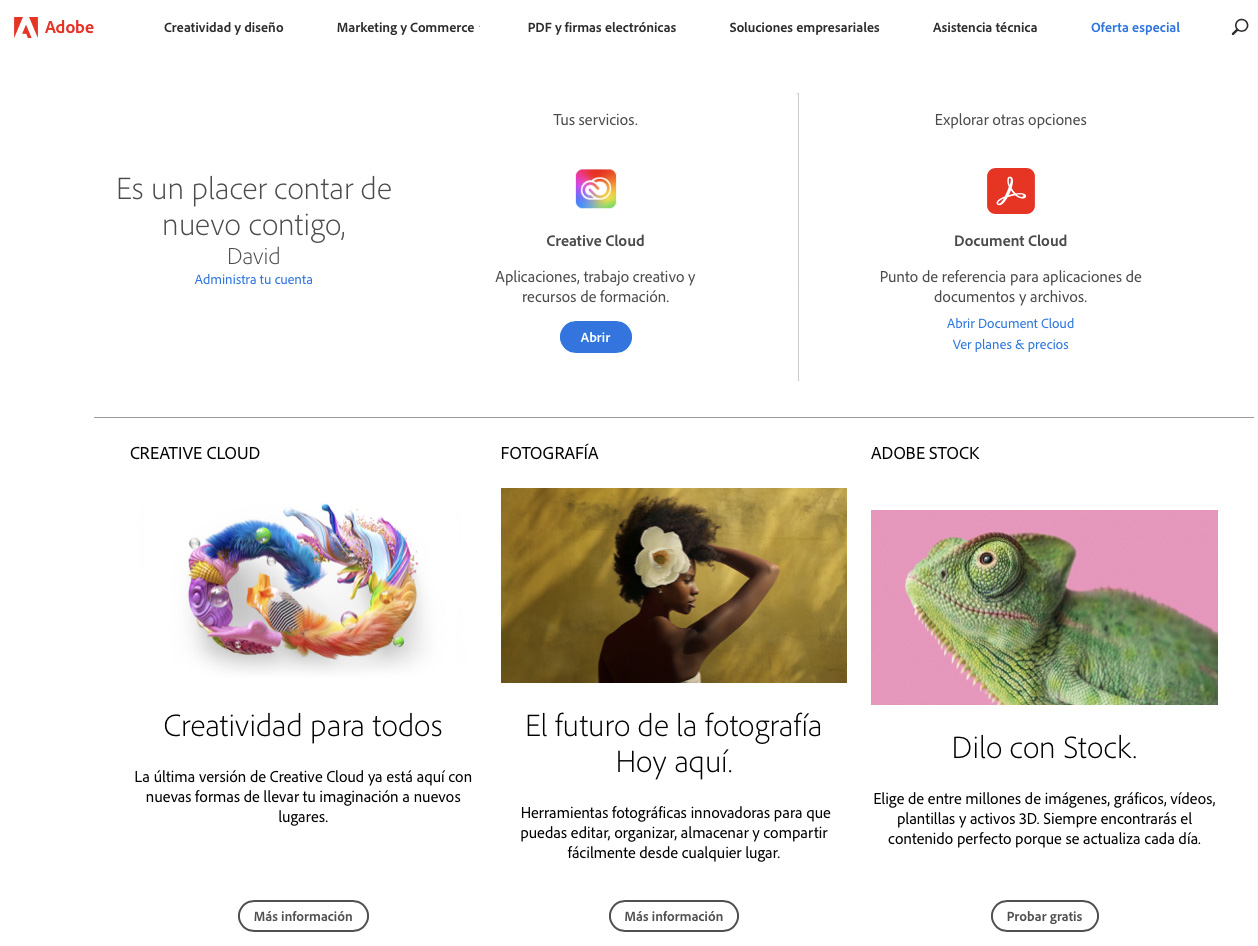 Adobe
Creatividad y diseño
Marketing y Commerce
PDF y firmas electrónicas
Soluciones empresariales
Asistencia técnica
Oferta especial
Es un placer contar de
nuevo contigo,
David
Administra tu cuenta
Tus servicios.
Creative Cloud
Aplicaciones, trabajo creativo y
recursos de formación.
Abrir
Explorar otras opciones
Document Cloud
Punto de referencia para aplicaciones de
documentos y archivos.
Abrir Document Cloud
Ver planes & precios
CREATIVE CLOUD
Creatividad para todos
La última versión de Creative Cloud ya está aquí con
nuevas formas de llevar tu imaginación a nuevos
lugares.
Más información
FOTOGRAFÍA
El futuro de la fotografía
Hoy aquí.
Herramientas fotográficas innovadoras para que
puedas editar, organizar, almacenar y compartir
fácilmente desde cualquier lugar.
Más información
ADOBE STOCK
Dilo con Stock.
Elige de entre millones de imágenes, gráficos, vídeos,
plantillas y activos 3D. Siempre encontrarás el
contenido perfecto porque se actualiza cada día.
Probar gratis